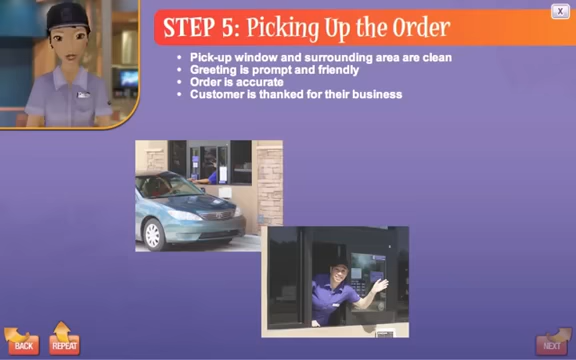 X
STEP 5: Picking Up the Order
• Pick-up window and surrounding area are clean
• Greeting is prompt and friendly
• Order is accurate
• Customer is thanked for their business
BACK
REPEAT
NEXT